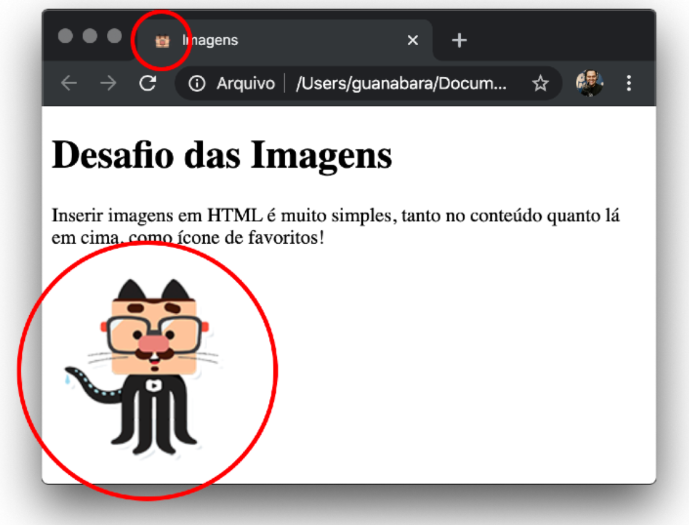 Imagens
Arquivo /Users/guanabara/Docum...
Desafio das Imagens
Inserir imagens em HTML é muito simples, tanto no conteúdo quanto lá
em cima, como ícone de favoritos!